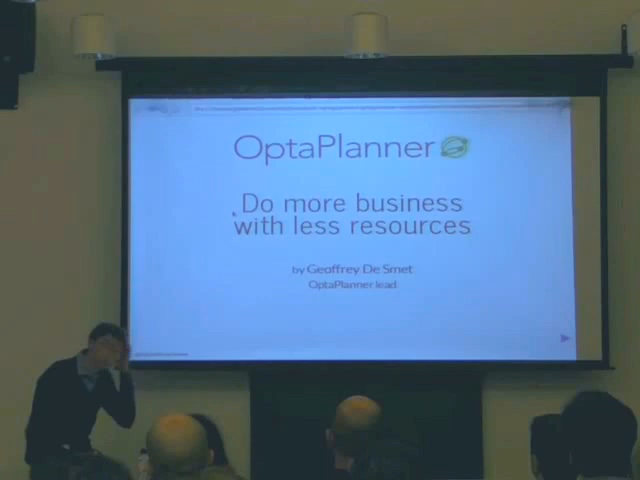 OptaPlanner
Do more business
with less resources
by Geoffrey De Smet
OptaPlanner lead